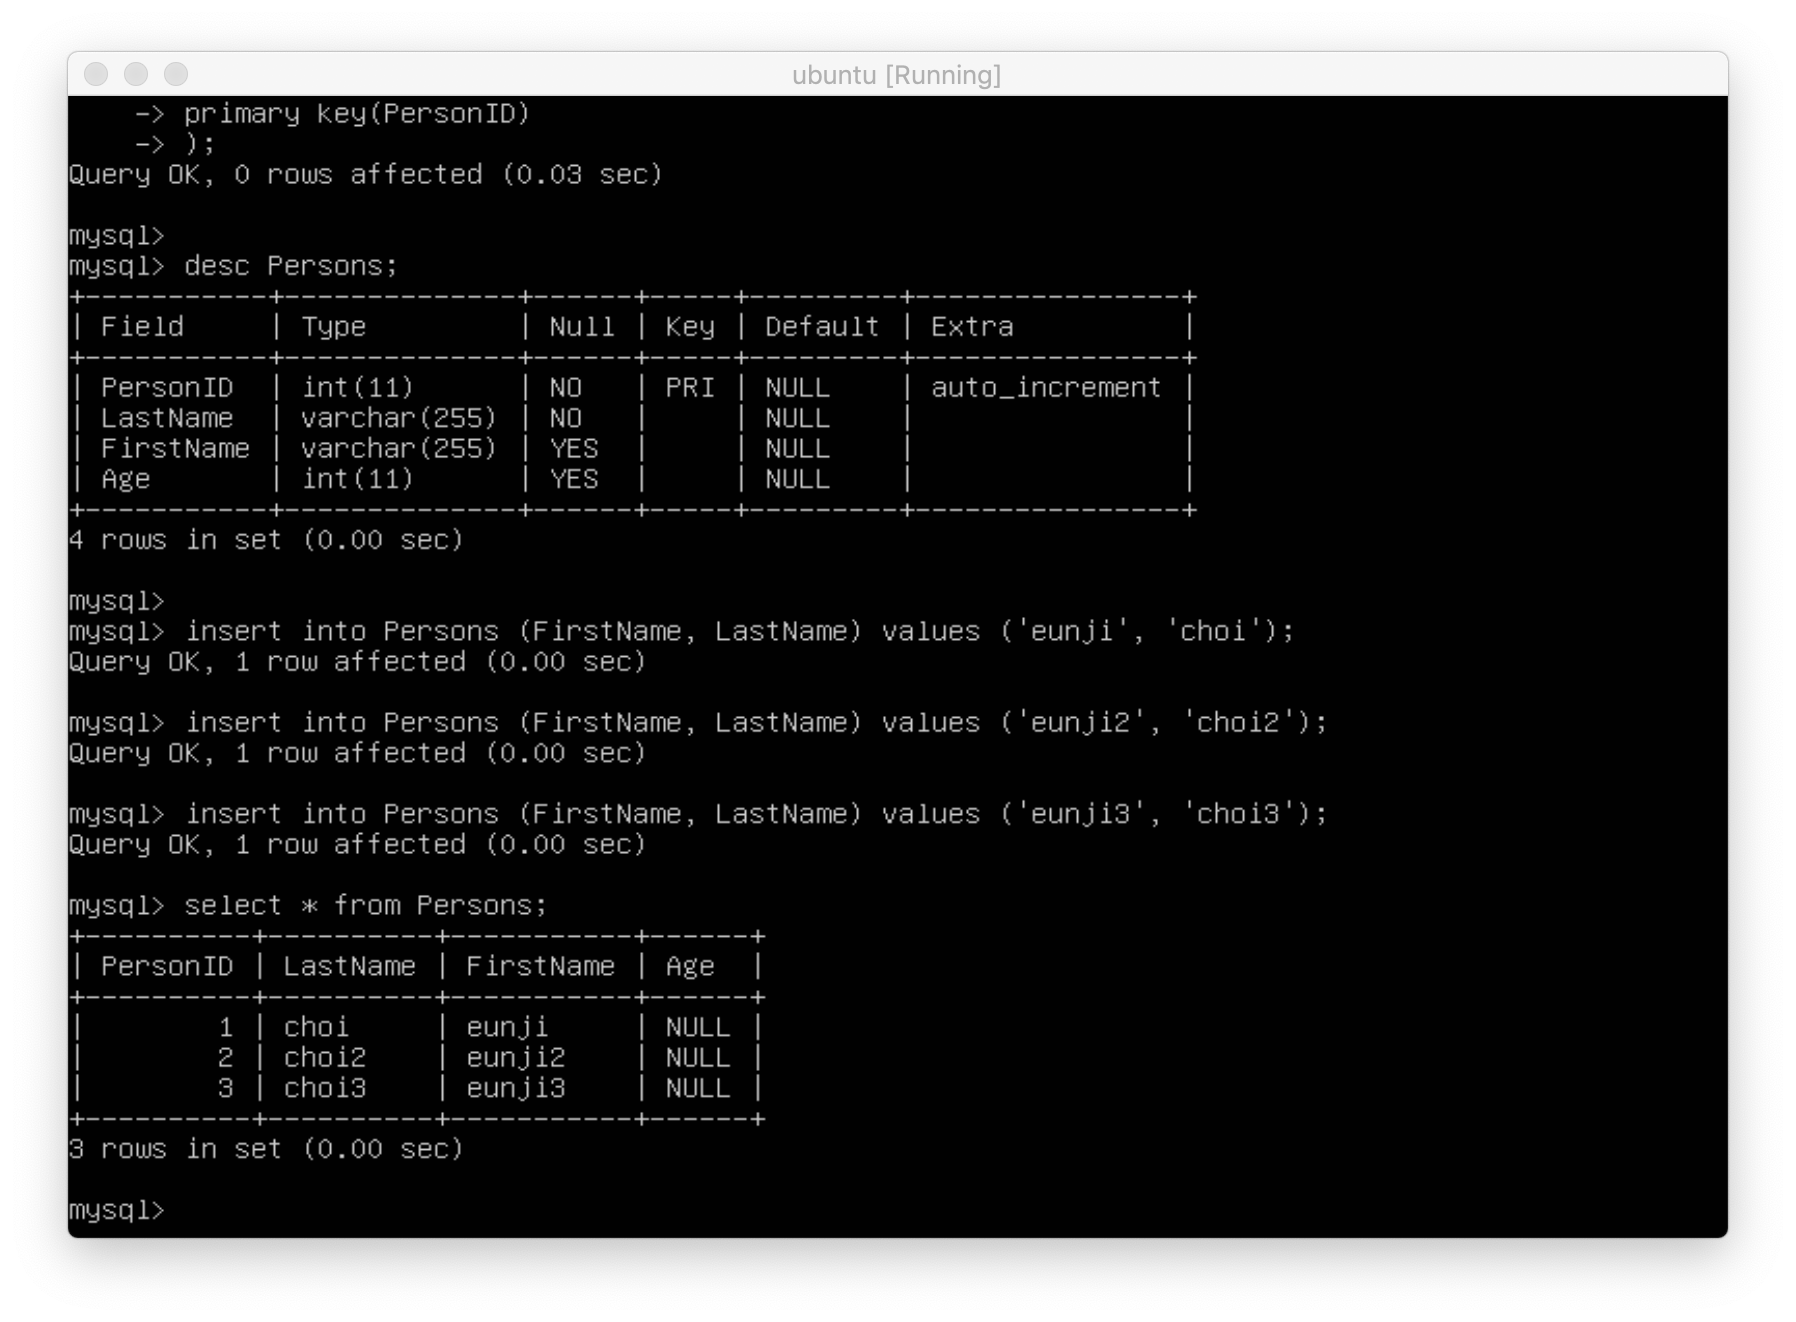 ubuntu [Running]
    -> primary key(PersonID)
    -> );
Query OK, 0 rows affected (0.03 sec)

mysql>
mysql> desc Persons;
+-----------+--------------+------+-----+---------+----------------+
| Field     | Type         | Null | Key | Default | Extra          |
+-----------+--------------+------+-----+---------+----------------+
| PersonID  | int(11)      | NO   | PRI | NULL    | auto_increment |
| LastName  | varchar(255) | NO   |     | NULL    |                |
| FirstName | varchar(255) | YES  |     | NULL    |                |
| Age       | int(11)      | YES  |     | NULL    |                |
+-----------+--------------+------+-----+---------+----------------+
4 rows in set (0.00 sec)

mysql>
mysql> insert into Persons (FirstName, LastName) values ('eunji', 'choi');
Query OK, 1 row affected (0.00 sec)

mysql> insert into Persons (FirstName, LastName) values ('eunji2', 'choi2');
Query OK, 1 row affected (0.00 sec)

mysql> insert into Persons (FirstName, LastName) values ('eunji3', 'choi3');
Query OK, 1 row affected (0.00 sec)

mysql> select * from Persons;
+----------+----------+-----------+------+
| PersonID | LastName | FirstName | Age  |
+----------+----------+-----------+------+
|        1 | choi     | eunji     | NULL |
|        2 | choi2    | eunji2    | NULL |
|        3 | choi3    | eunji3    | NULL |
+----------+----------+-----------+------+
3 rows in set (0.00 sec)

mysql>